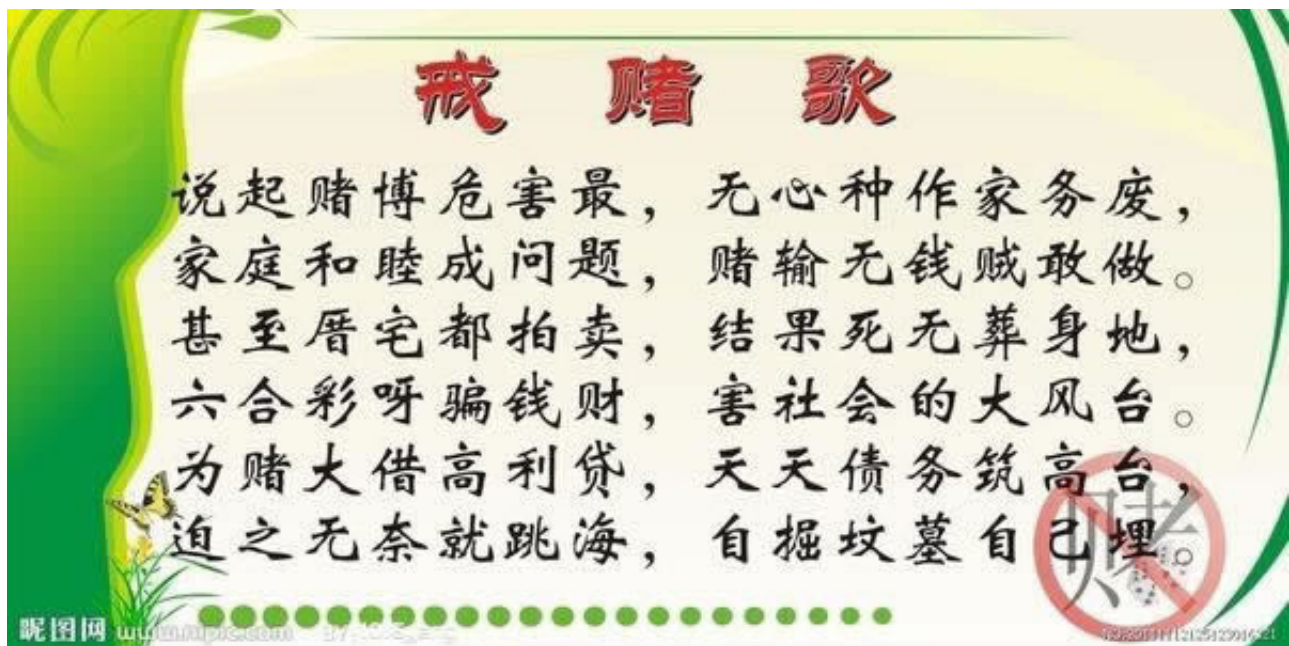 戒赌歌
说起赌博危害最，无心种作家务废，
家庭和睦成问题，赌输无钱贼敢做。
甚至厝宅都拍卖，结果死无葬身地，
六合彩呀骗钱财，害社会的大风台。
为赌大借高利贷，天天债务筑高台，
迫之无奈就跳海，自掘坟墓自己埋。
赌
昵图网 www.nipic.com